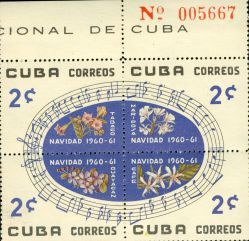 Nº 005667
CIONAL DE CUBA
CUBA CORREOS CUBA CORREOS
2¢ 2¢
NAVIDAD 1960-61 NAVIDAD 1960-61
NAVIDAD 1960-61 NAVIDAD 1960-61
2¢ 2¢
CUBA CORREOS CUBA CORREOS